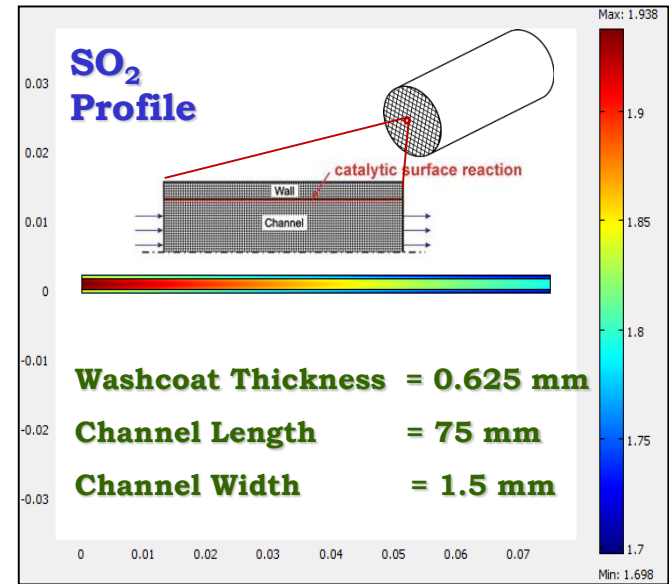 Max: 1.938
SO₂
Profile
catalytic surface reaction
Wall
Channel
0.03
0.02
0.01
0
-0.01
-0.02
-0.03
Washcoat Thickness = 0.625 mm
Channel Length = 75 mm
Channel Width = 1.5 mm
0 0.01 0.02 0.03 0.04 0.05 0.06 0.07
1.9
1.85
1.8
1.75
1.7
Min: 1.698